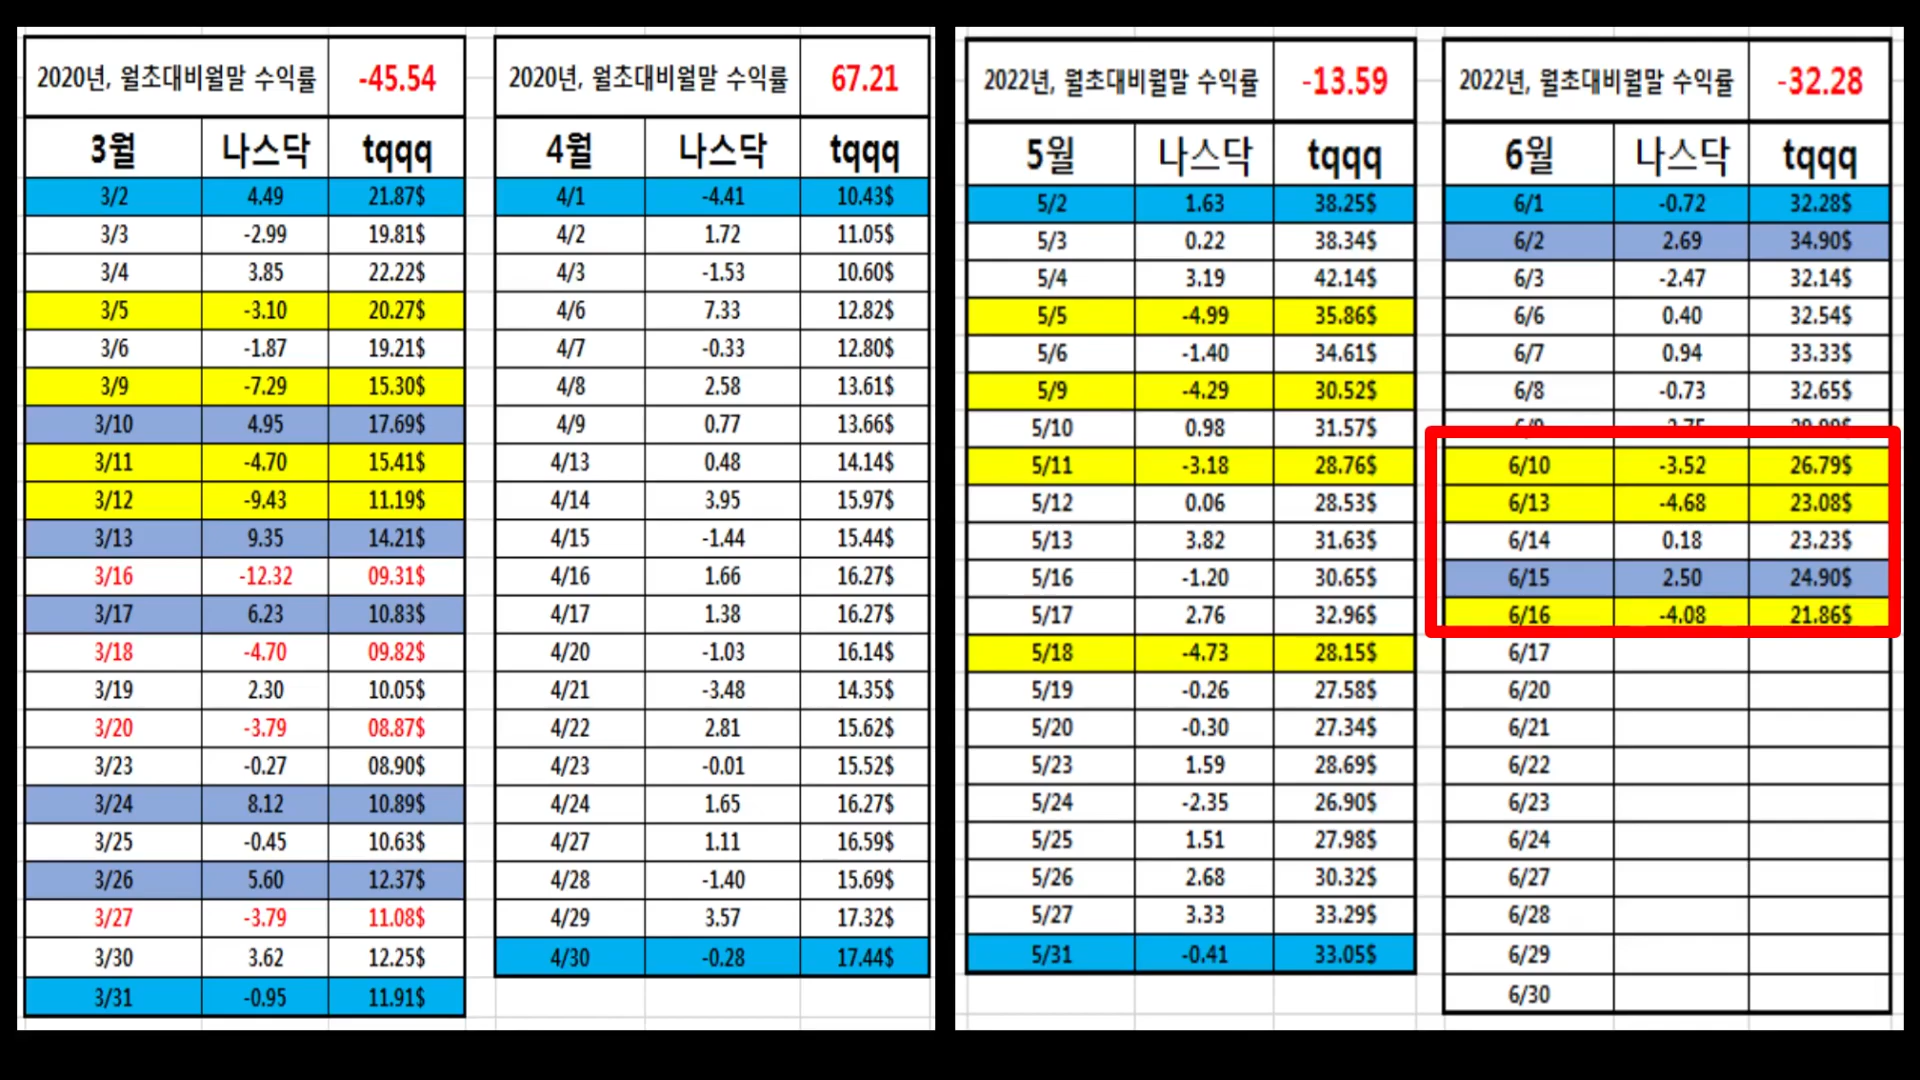 2020년, 월초대비월말 수익률 -45.54
3월 나스닥 tqqq
3/2 4.49 21.87$
3/3 -2.99 19.81$
3/4 3.85 22.22$
3/5 -3.10 20.27$
3/6 -1.87 19.21$
3/9 -7.29 15.30$
3/10 4.95 17.69$
3/11 -4.70 15.41$
3/12 -9.43 11.19$
3/13 9.35 14.21$
3/16 -12.32 09.31$
3/17 6.23 10.83$
3/18 -4.70 09.82$
3/19 2.30 10.05$
3/20 -3.79 08.87$
3/23 -0.27 08.90$
3/24 8.12 10.89$
3/25 -0.45 10.63$
3/26 5.60 12.37$
3/27 -3.79 11.08$
3/30 3.62 12.25$
3/31 -0.95 11.91$
2020년, 월초대비월말 수익률 67.21
4월 나스닥 tqqq
4/1 -4.41 10.43$
4/2 1.72 11.05$
4/3 -1.53 10.60$
4/6 7.33 12.82$
4/7 -0.33 12.80$
4/8 2.58 13.61$
4/9 0.77 13.66$
4/13 0.48 14.14$
4/14 3.95 15.97$
4/15 -1.44 15.44$
4/16 1.66 16.27$
4/17 1.38 16.27$
4/20 -1.03 16.14$
4/21 -3.48 14.35$
4/22 2.81 15.62$
4/23 -0.01 15.52$
4/24 1.65 16.27$
4/27 1.11 16.59$
4/28 -1.40 15.69$
4/29 3.57 17.32$
4/30 -0.28 17.44$
2022년, 월초대비월말 수익률 -13.59
5월 나스닥 tqqq
5/2 1.63 38.25$
5/3 0.22 38.34$
5/4 3.19 42.14$
5/5 -4.99 35.86$
5/6 -1.40 34.61$
5/9 -4.29 30.52$
5/10 0.98 31.57$
5/11 -3.18 28.76$
5/12 0.06 28.53$
5/13 3.82 31.63$
5/16 -1.20 30.65$
5/17 2.76 32.96$
5/18 -4.73 28.15$
5/19 -0.26 27.58$
5/20 -0.30 27.34$
5/23 1.59 28.69$
5/24 -2.35 26.90$
5/25 1.51 27.98$
5/26 2.68 30.32$
5/27 3.33 33.29$
5/31 -0.41 33.05$
2022년, 월초대비월말 수익률 -32.28
6월 나스닥 tqqq
6/1 -0.72 32.28$
6/2 2.69 34.90$
6/3 -2.47 32.14$
6/6 0.40 32.54$
6/7 0.94 33.33$
6/8 -0.73 32.65$
6/10 -3.52 26.79$
6/13 -4.68 23.08$
6/14 0.18 23.23$
6/15 2.50 24.90$
6/16 -4.08 21.86$
6/17
6/20
6/21
6/22
6/23
6/24
6/27
6/28
6/29
6/30